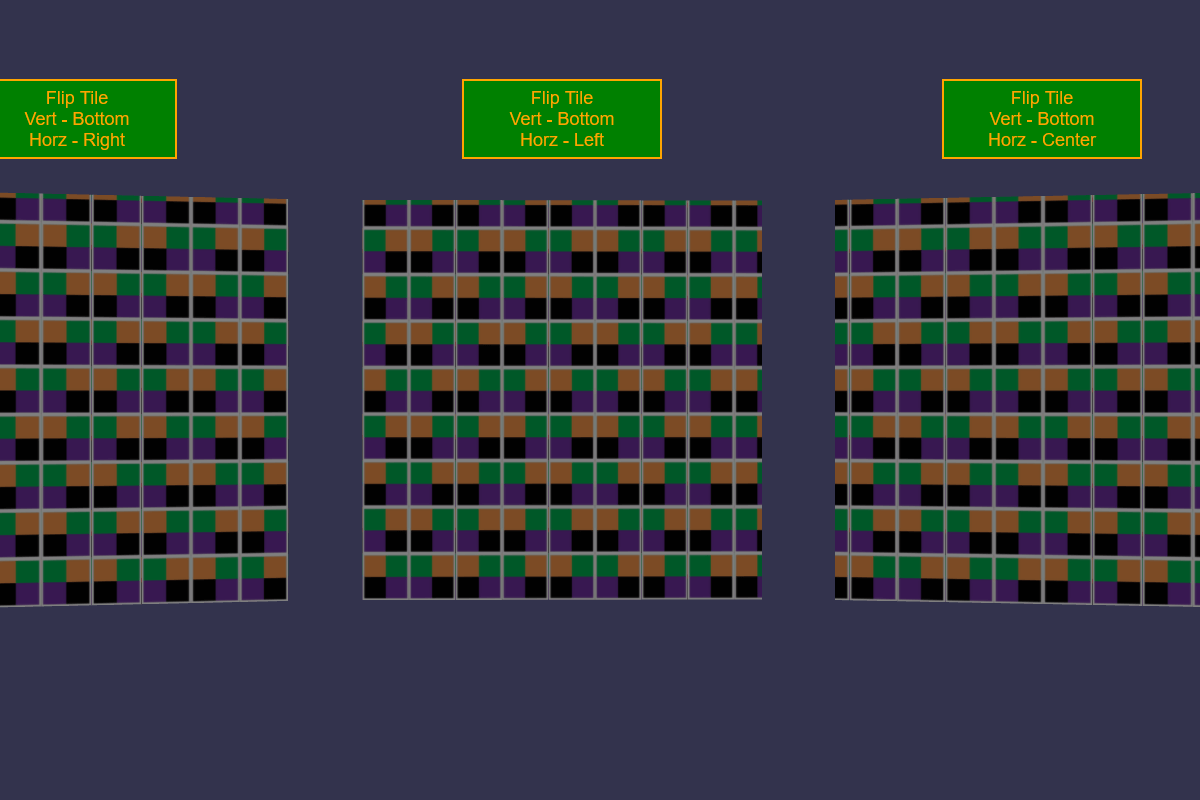 Flip Tile
Vert - Bottom
Horz - Right
Flip Tile
Vert - Bottom
Horz - Left
Flip Tile
Vert - Bottom
Horz - Center